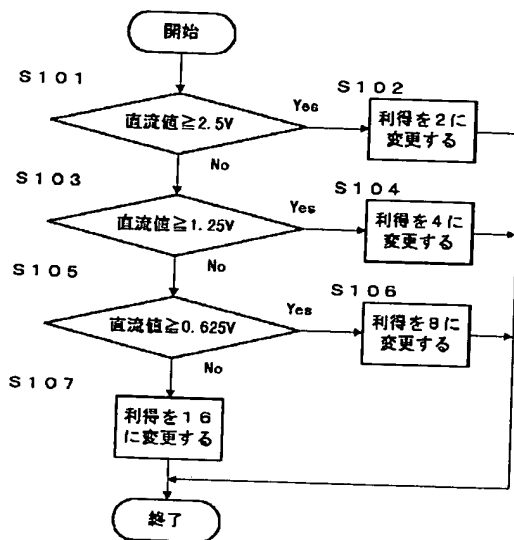 開始
S101
直流値≧2.5V
Yes
No
S102
利得を2に
変更する
S103
直流値≧1.25V
Yes
No
S104
利得を4に
変更する
S105
直流値≧0.625V
Yes
No
S106
利得を8に
変更する
S107
利得を16
に変更する
終了